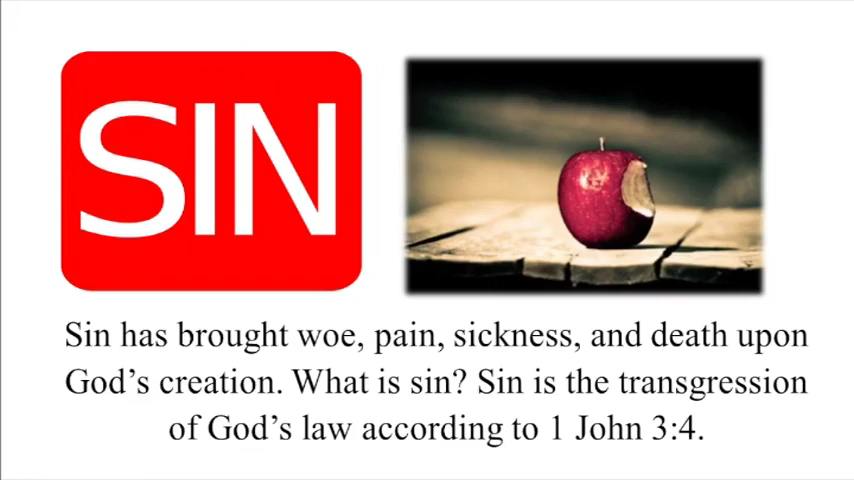 SIN
Sin has brought woe, pain, sickness, and death upon
God’s creation. What is sin? Sin is the transgression
of God’s law according to 1 John 3:4.